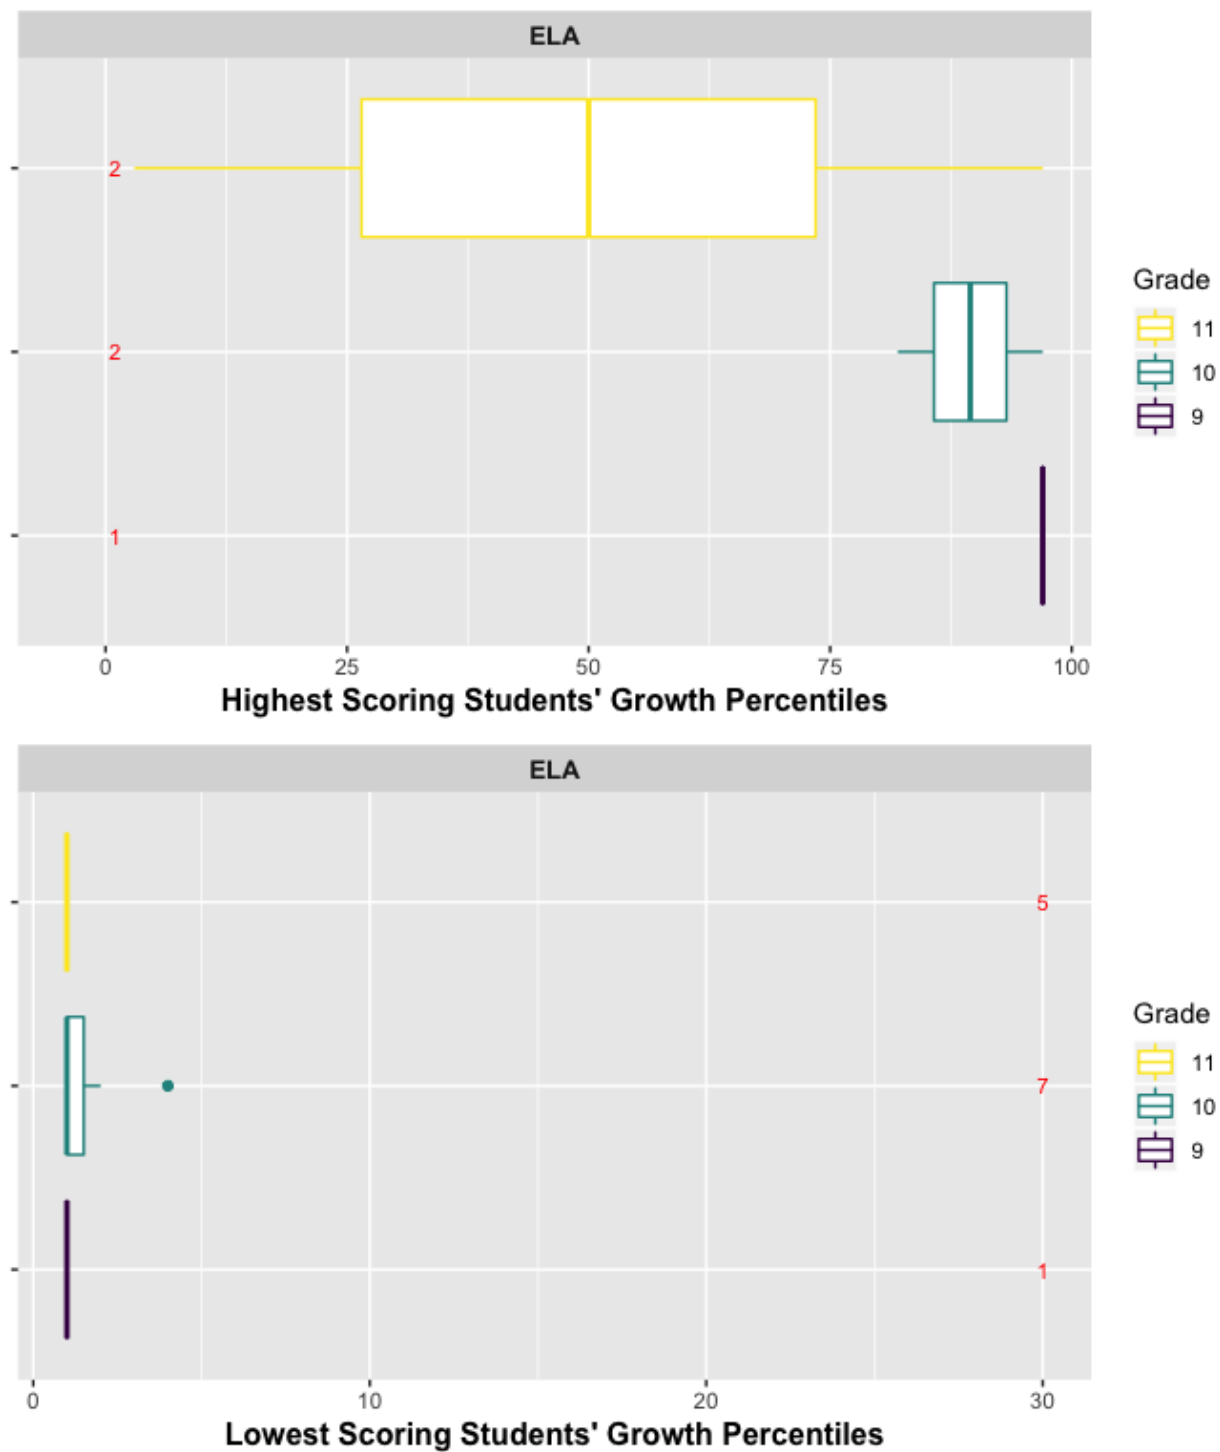 ELA
2
2
1
Grade
11
10
9
0 25 50 75 100
Highest Scoring Students' Growth Percentiles
ELA
5
7
1
Grade
11
10
9
0 10 20 30
Lowest Scoring Students' Growth Percentiles